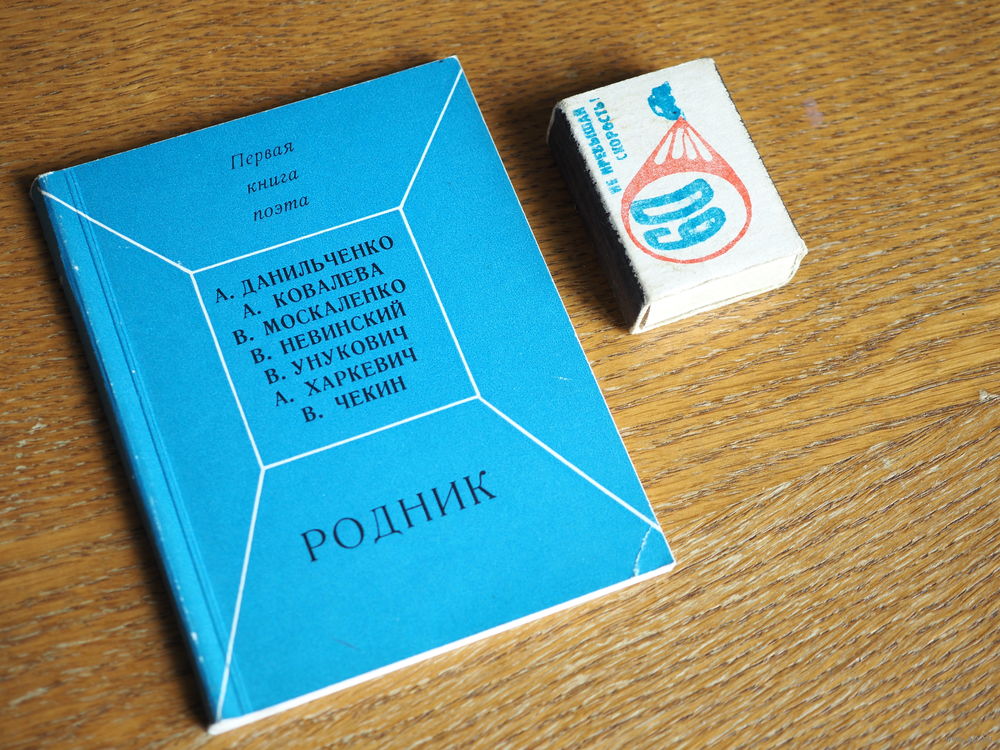 Первая
книга
поэта
А. ДАНИЛЬЧЕНКО
А. КОВАЛЕВА
В. МОСКАЛЕНКО
В. НЕВИНСКИЙ
В. УНУКОВИЧ
А. ХАРКЕВИЧ
В. ЧЕКИН
РОДНИК
НЕ ПРЕВЫШАЙ
СКОРОСТЬ!
60